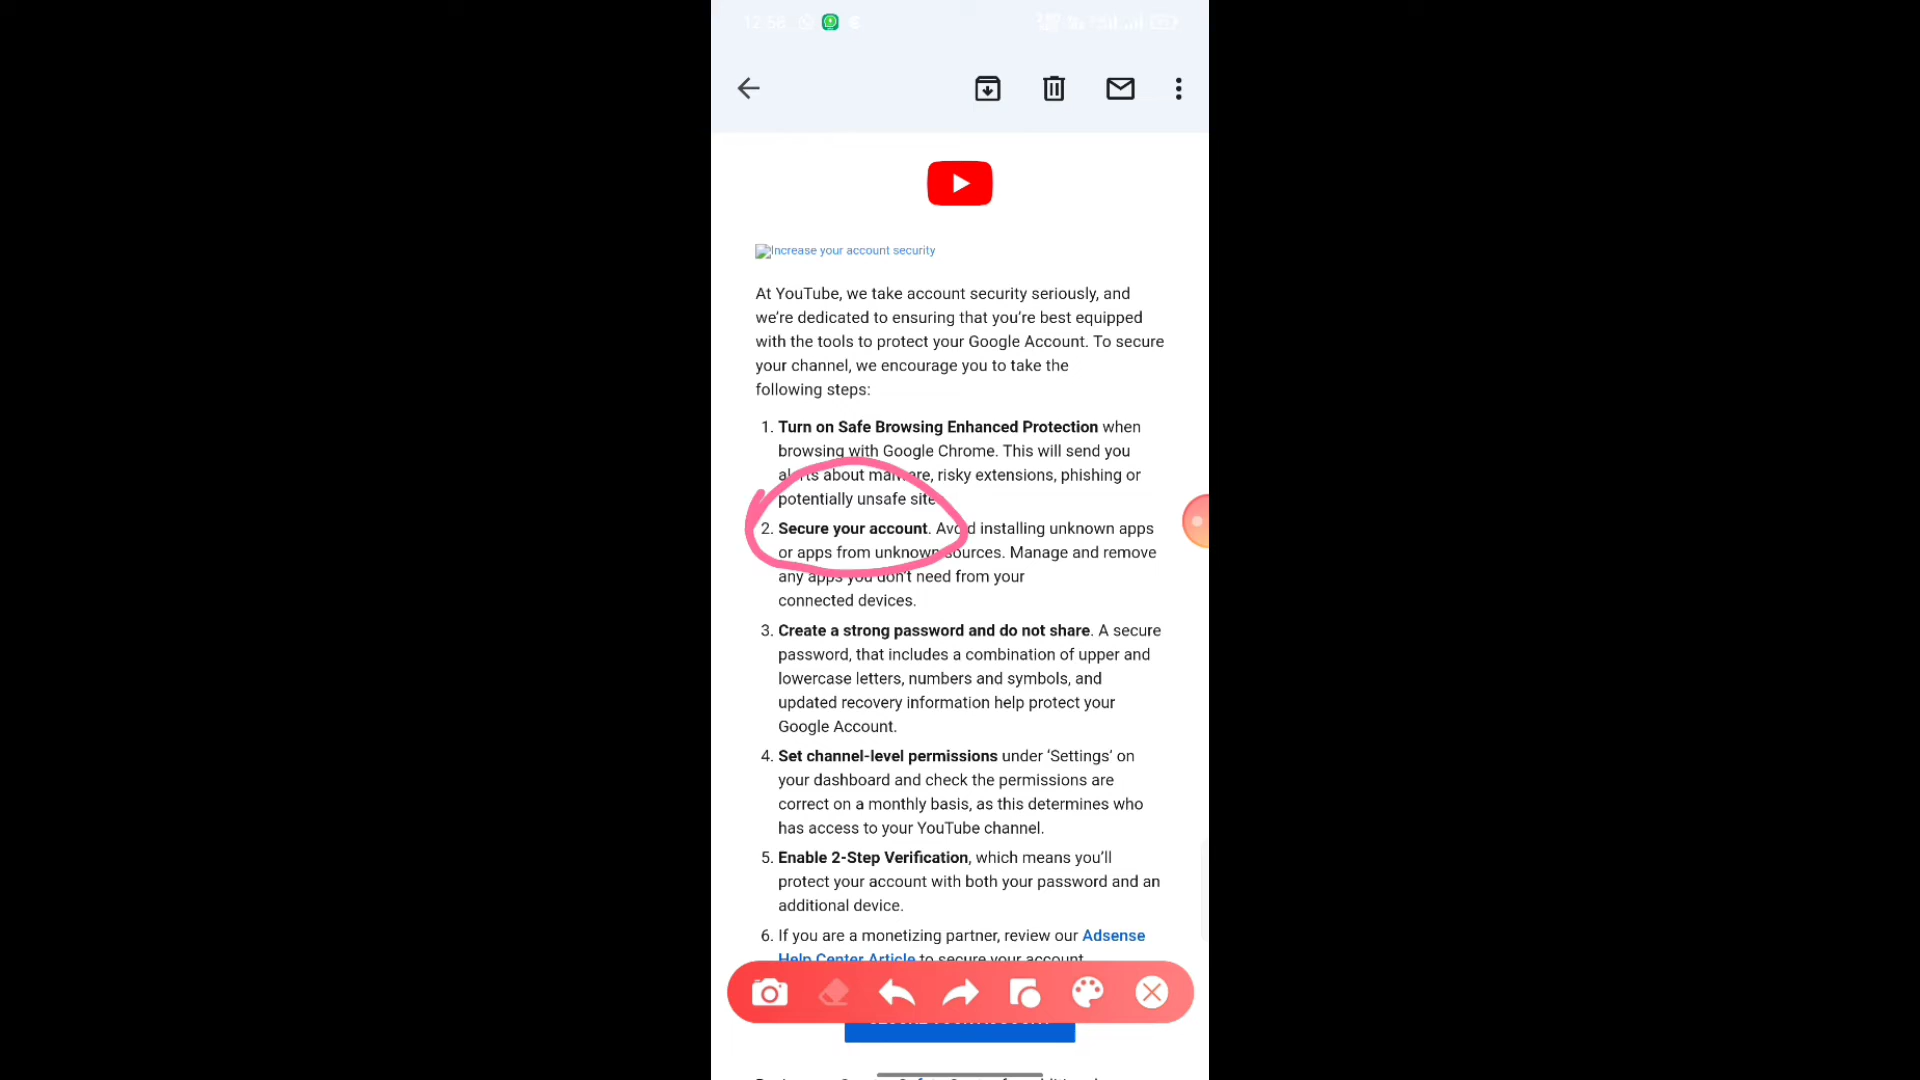 12:56
Increase your account security
At YouTube, we take account security seriously, and
we're dedicated to ensuring that you're best equipped
with the tools to protect your Google Account. To secure
your channel, we encourage you to take the
following steps:
1. Turn on Safe Browsing Enhanced Protection when
browsing with Google Chrome. This will send you
alerts about malware, risky extensions, phishing or
potentially unsafe site
2. Secure your account. Avoid installing unknown apps
or apps from unknown sources. Manage and remove
any apps you don't need from your
connected devices.
3. Create a strong password and do not share. A secure
password, that includes a combination of upper and
lowercase letters, numbers and symbols, and
updated recovery information help protect your
Google Account.
4. Set channel-level permissions under ‘Settings’ on
your dashboard and check the permissions are
correct on a monthly basis, as this determines who
has access to your YouTube channel.
5. Enable 2-Step Verification, which means you'll
protect your account with both your password and an
additional device.
6. If you are a monetizing partner, review our Adsense
Help Center Article to secure your account